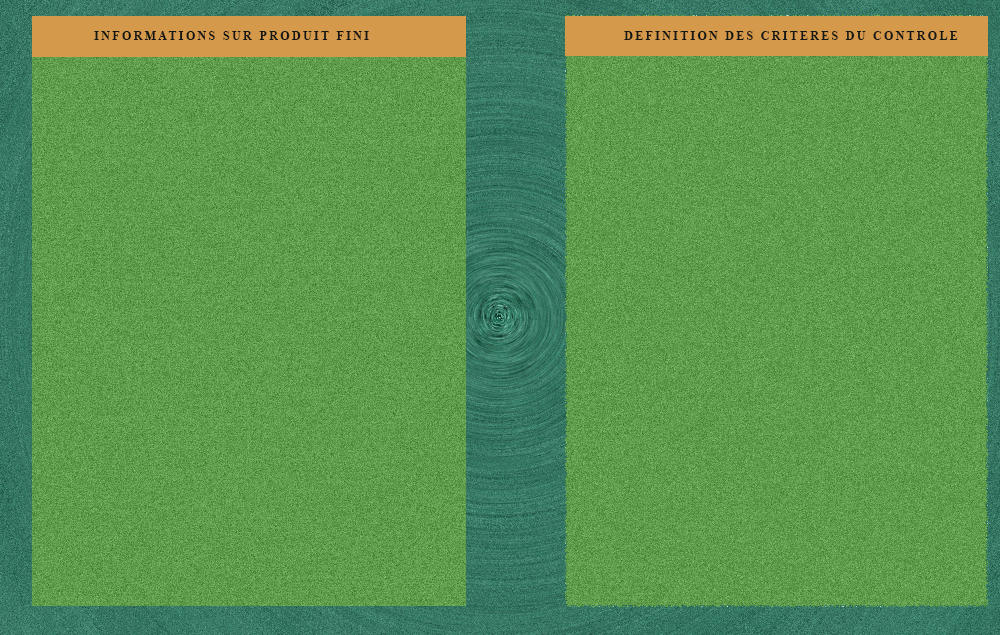 INFORMATIONS SUR PRODUIT FINI
DEFINITION DES CRITERES DU CONTROLE